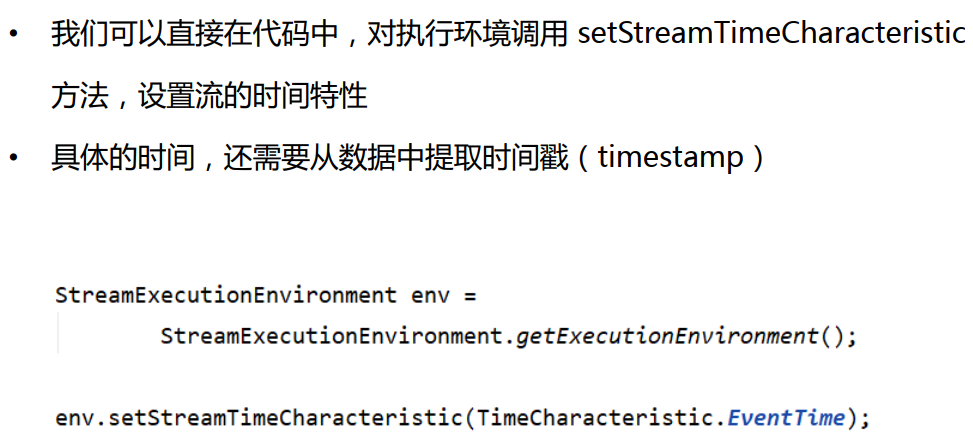 • 我们可以直接在代码中，对执行环境调用 setStreamTimeCharacteristic
方法，设置流的时间特性
• 具体的时间，还需要从数据中提取时间戳（timestamp）
StreamExecutionEnvironment env =
StreamExecutionEnvironment.getExecutionEnvironment();
env.setStreamTimeCharacteristic(TimeCharacteristic.EventTime);